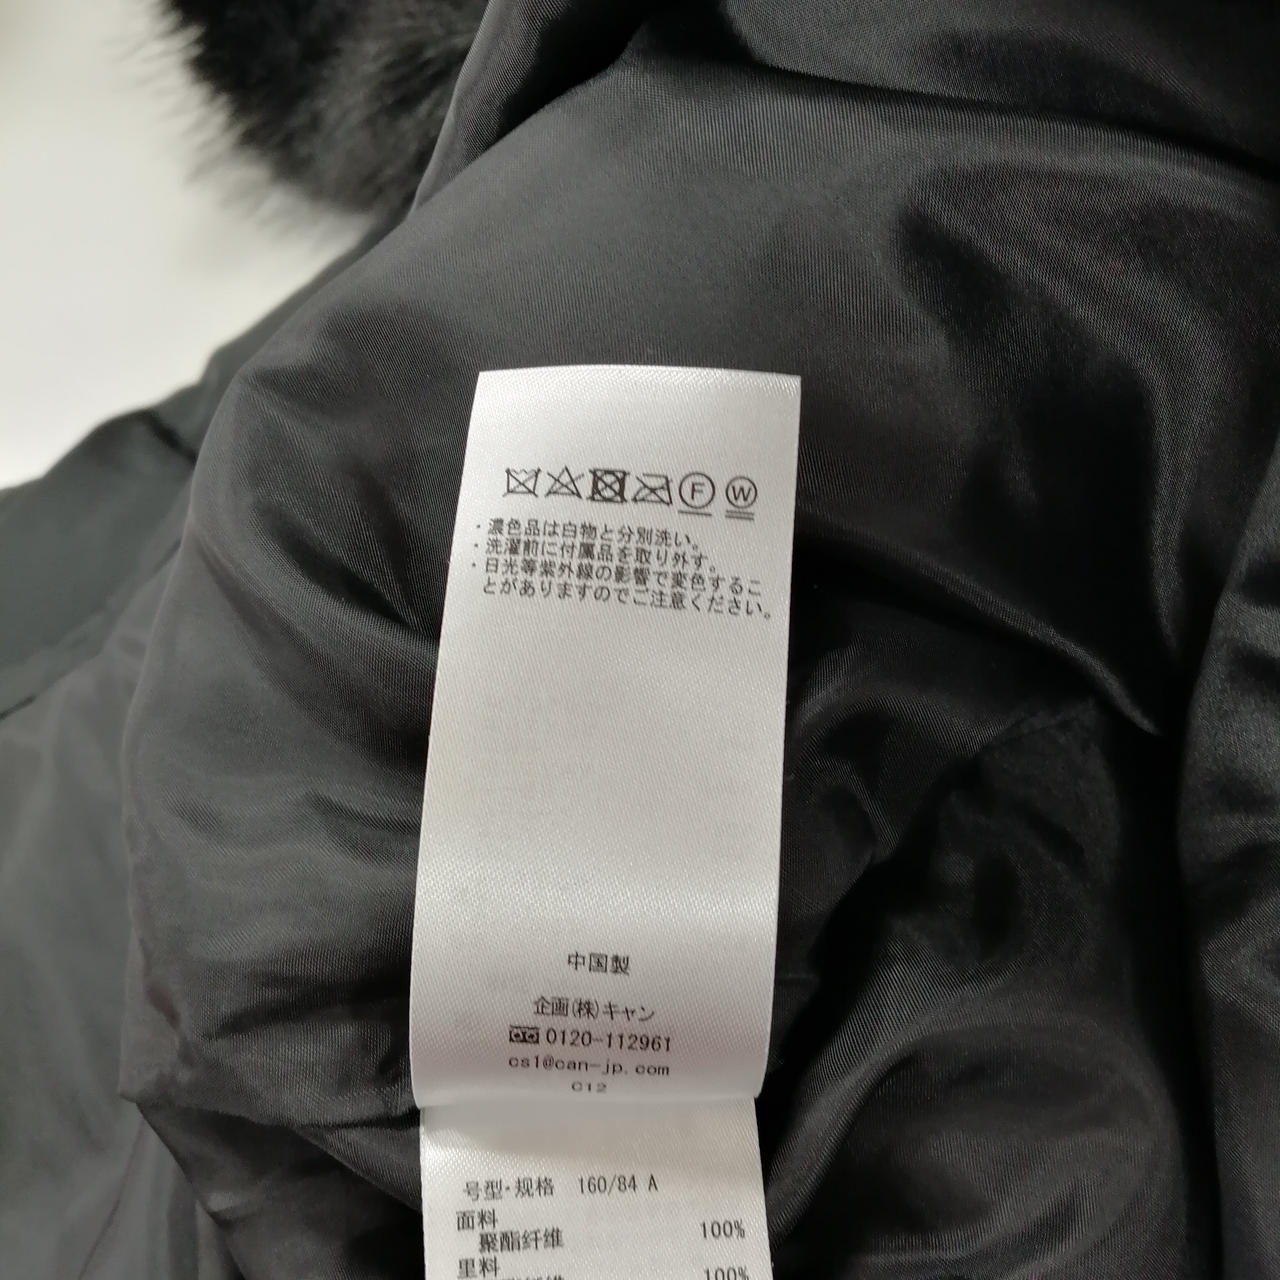 F W
・濃色品は白物と分別洗い。
・洗濯前に付属品を取り外す。
・日光等紫外線の影響で変色するこ
とがありますのでご注意ください。
中国製
企画(株)キャン
0120-112961
cs1@can-jp.com
C12
号型・规格 160/84 A
面料
聚酯纤维 100%
里料
100%